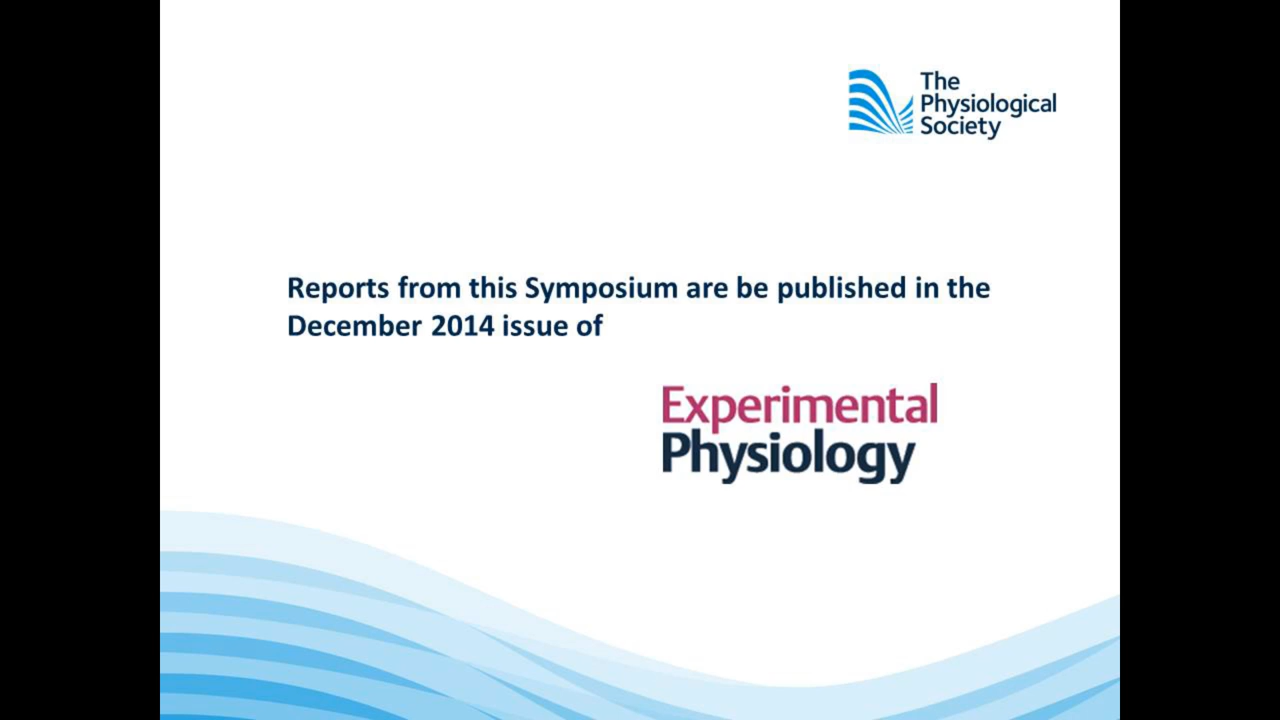 The
Physiological
Society
Reports from this Symposium are be published in the
December 2014 issue of
Experimental
Physiology